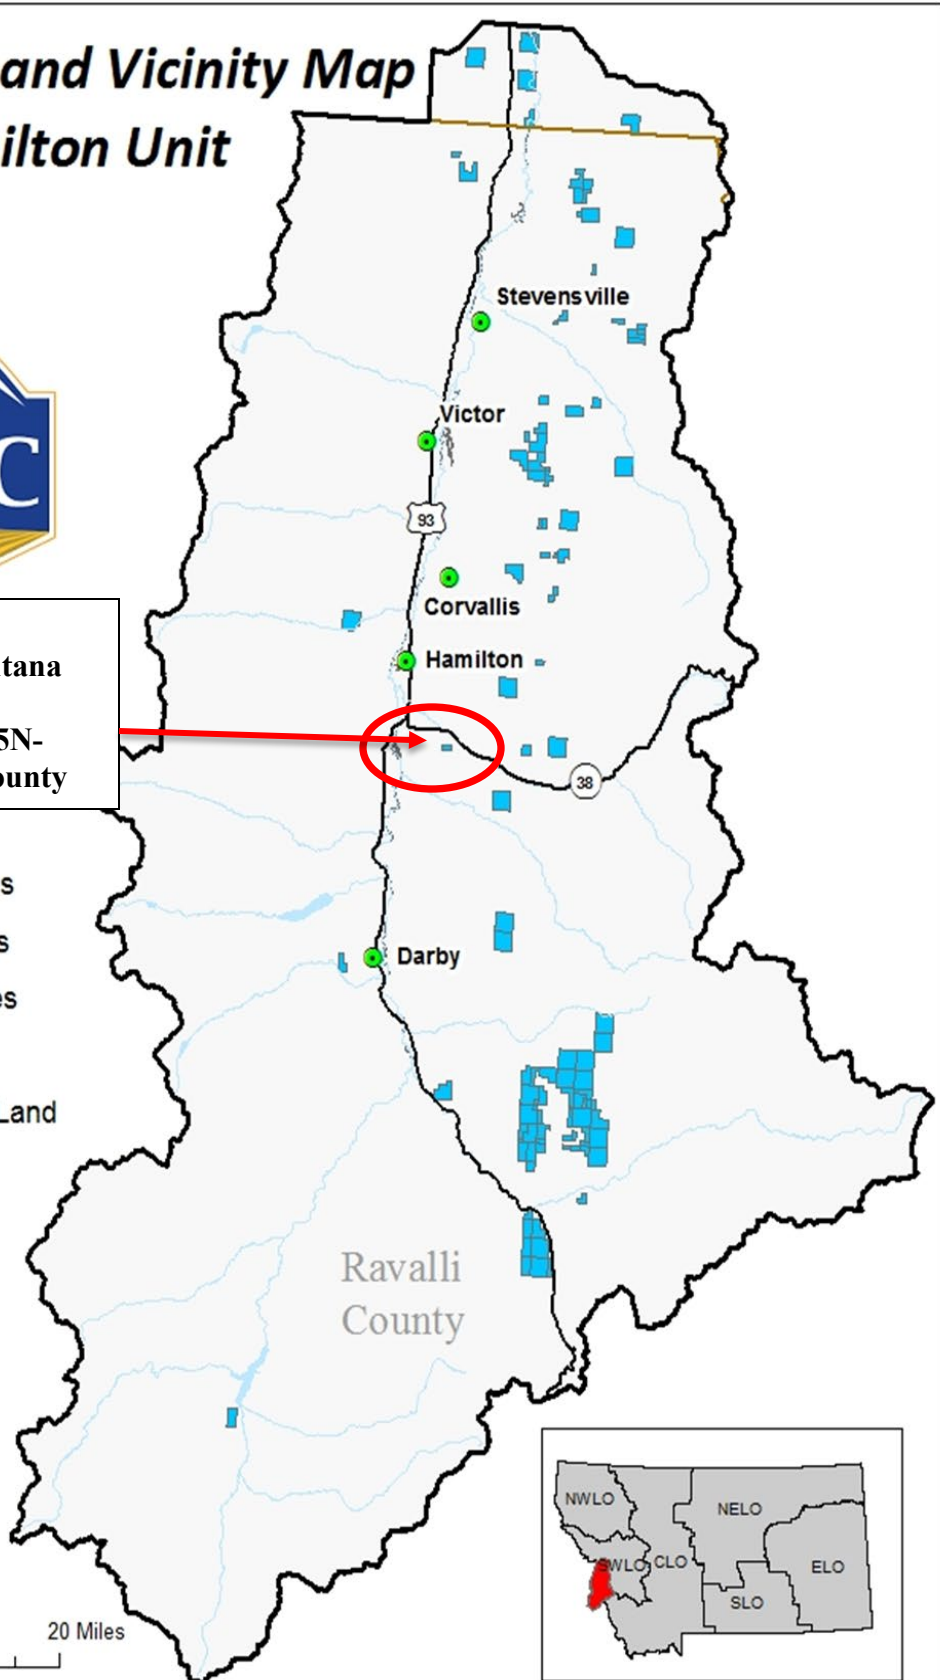 and Vicinity Map
ilton Unit
Stevensville
Victor
93
C
Corvallis
tana
Hamilton
5N-
ounty
38
s
s
Darby
es
Land
Ravalli
County
20 Miles
NWLO
NELO
SWLO
CLO
ELO
SLO